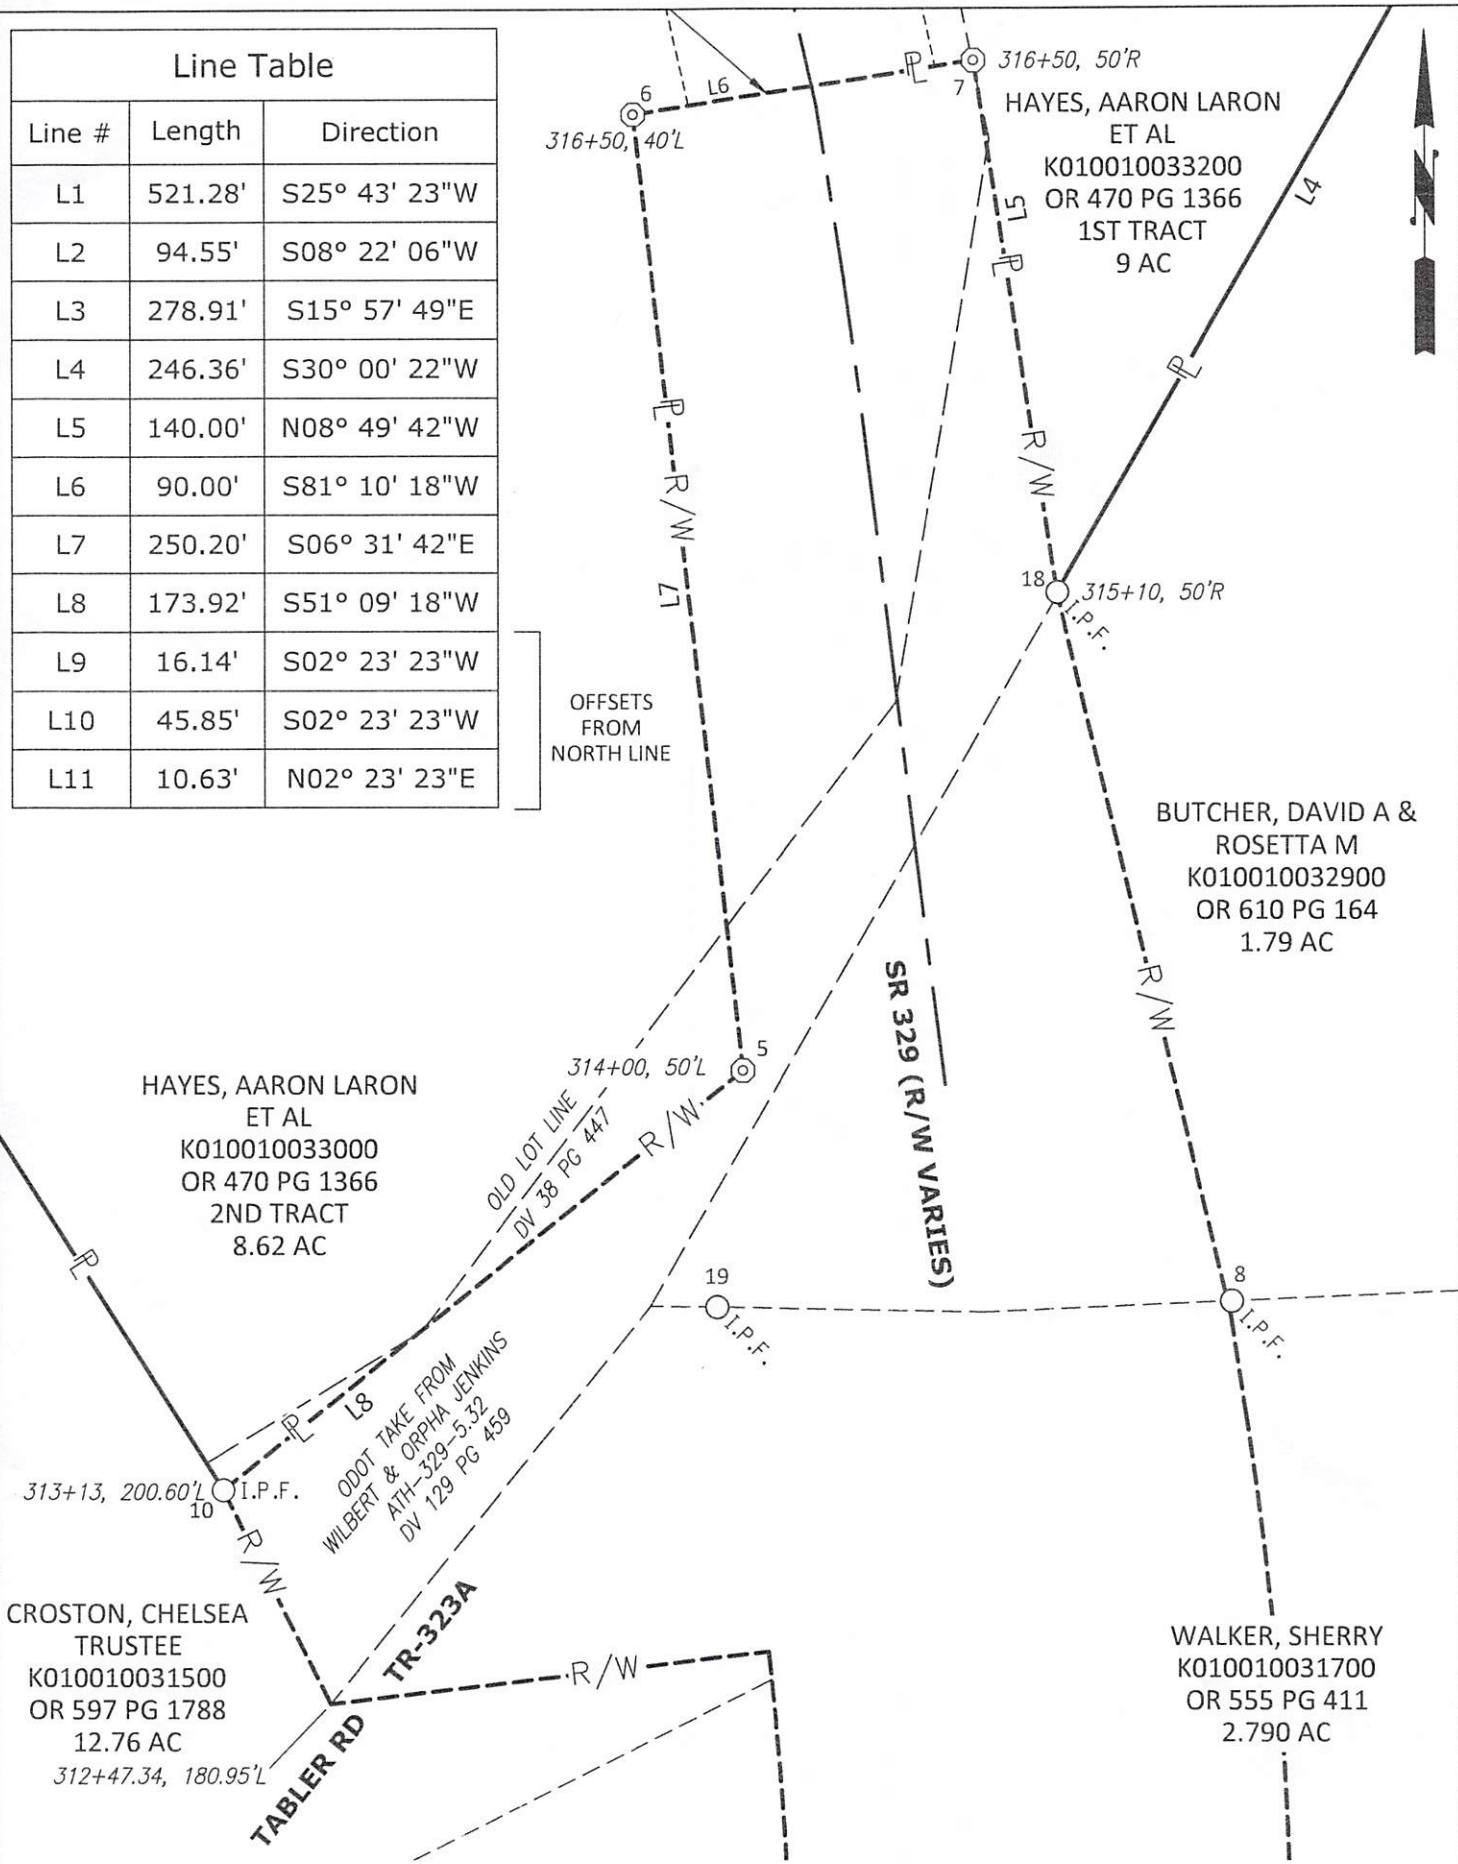 Line Table
Line # Length Direction
L1 521.28' S25° 43' 23"W
L2 94.55' S08° 22' 06"W
L3 278.91' S15° 57' 49"E
L4 246.36' S30° 00' 22"W
L5 140.00' N08° 49' 42"W
L6 90.00' S81° 10' 18"W
L7 250.20' S06° 31' 42"E
L8 173.92' S51° 09' 18"W
L9 16.14' S02° 23' 23"W
L10 45.85' S02° 23' 23"W
L11 10.63' N02° 23' 23"E
OFFSETS
FROM
NORTH LINE
6
316+50, 40'L
L6
PL
7
316+50, 50'R
HAYES, AARON LARON
ET AL
K010010033200
OR 470 PG 1366
1ST TRACT
9 AC
N
L4
PL
L5
PL
R/W
PL
R/W
L7
18
315+10, 50'R
I.P.F.
BUTCHER, DAVID A &
ROSETTA M
K010010032900
OR 610 PG 164
1.79 AC
R/W
SR 329 (R/W VARIES)
5
314+00, 50'L
R/W
OLD LOT LINE
DV 38 PG 447
HAYES, AARON LARON
ET AL
K010010033000
OR 470 PG 1366
2ND TRACT
8.62 AC
PL
19
I.P.F.
8
I.P.F.
L8
PL
ODOT TAKE FROM
WILBERT & ORPHA JENKINS
ATH-329-5.32
DV 129 PG 459
313+13, 200.60'L
10
I.P.F.
R/W
CROSTON, CHELSEA
TRUSTEE
K010010031500
OR 597 PG 1788
12.76 AC
312+47.34, 180.95'L
TR-323A
TABLER RD
R/W
WALKER, SHERRY
K010010031700
OR 555 PG 411
2.790 AC